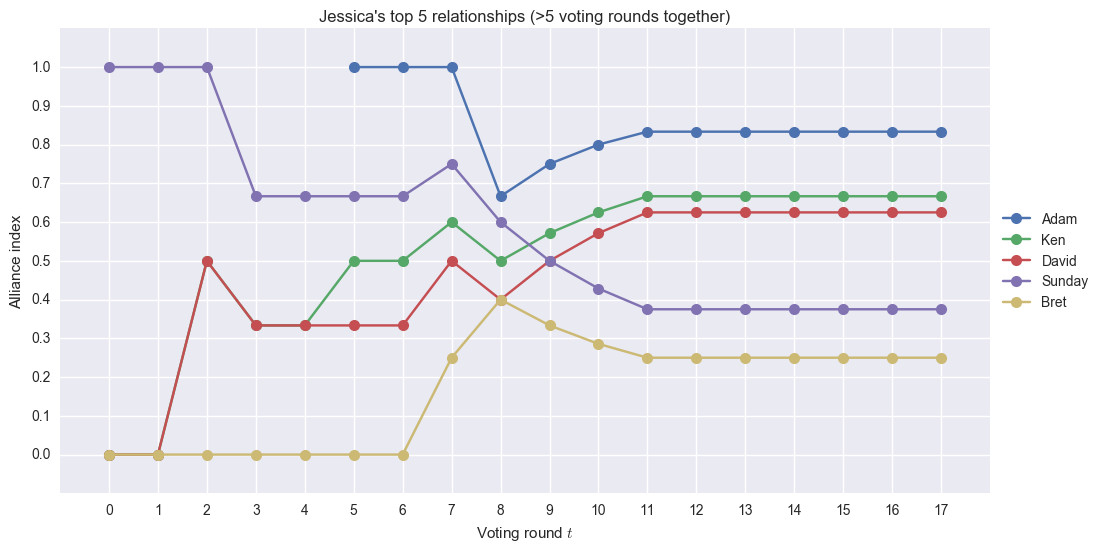 Jessica's top 5 relationships (>5 voting rounds together)
Alliance index
1.0
0.9
0.8
0.7
0.6
0.5
0.4
0.3
0.2
0.1
0.0
0 1 2 3 4 5 6 7 8 9 10 11 12 13 14 15 16 17
Voting round t
Adam
Ken
David
Sunday
Bret